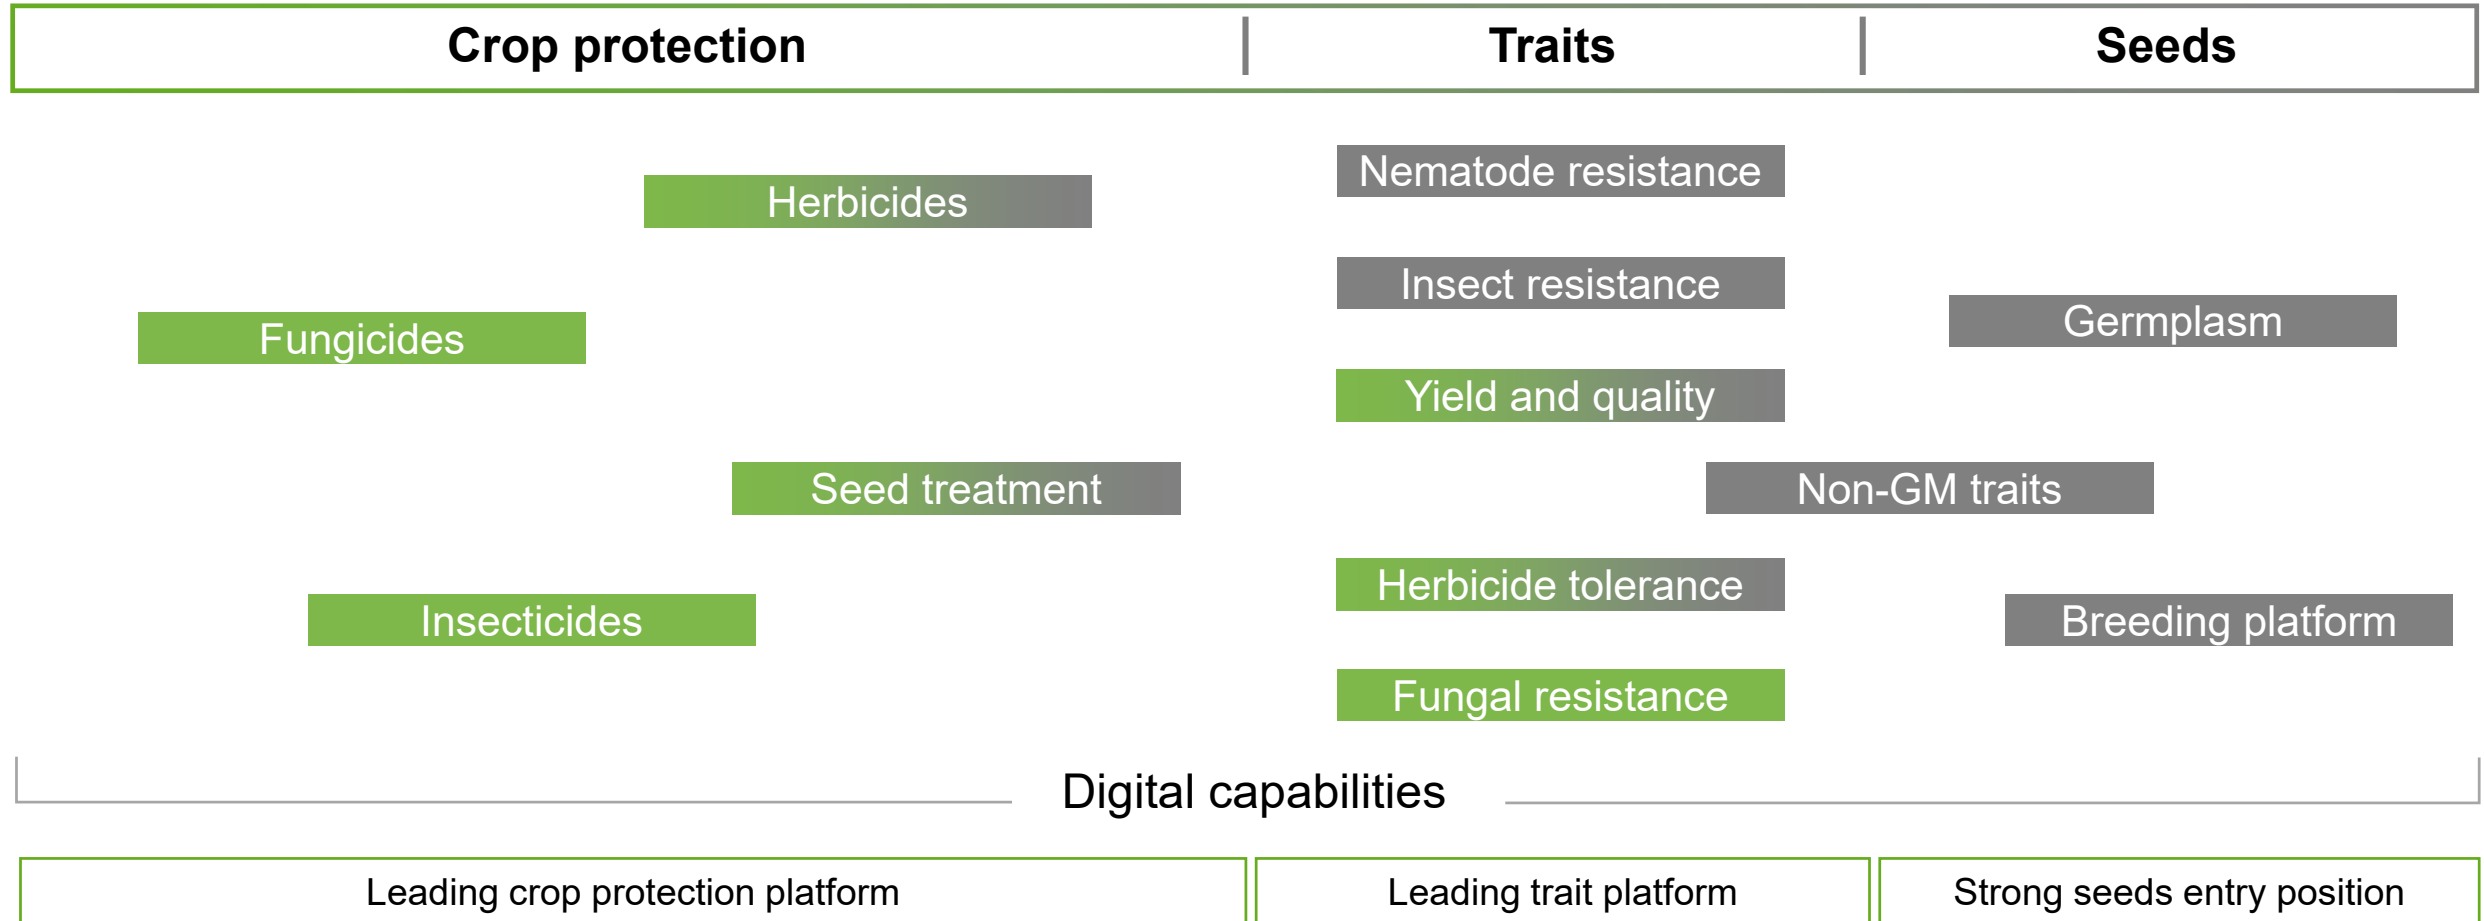 Crop protection
Traits
Seeds
Nematode resistance
Herbicides
Insect resistance
Germplasm
Fungicides
Yield and quality
Seed treatment
Non-GM traits
Herbicide tolerance
Insecticides
Breeding platform
Fungal resistance
Digital capabilities
Leading crop protection platform
Leading trait platform
Strong seeds entry position